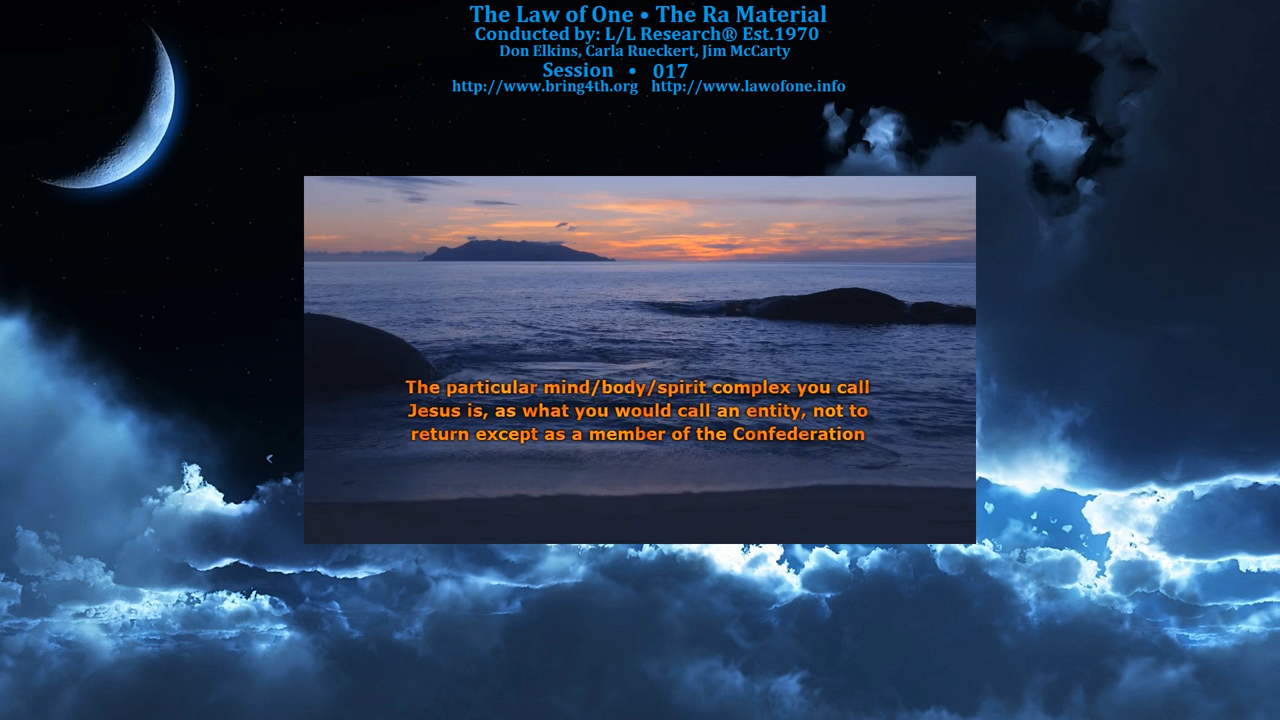 The Law of One • The Ra Material
Conducted by: L/L Research® Est.1970
Don Elkins, Carla Rueckert, Jim McCarty
Session • 017
http://www.bring4th.org http://www.lawofone.info
The particular mind/body/spirit complex you call
Jesus is, as what you would call an entity, not to
return except as a member of the Confederation